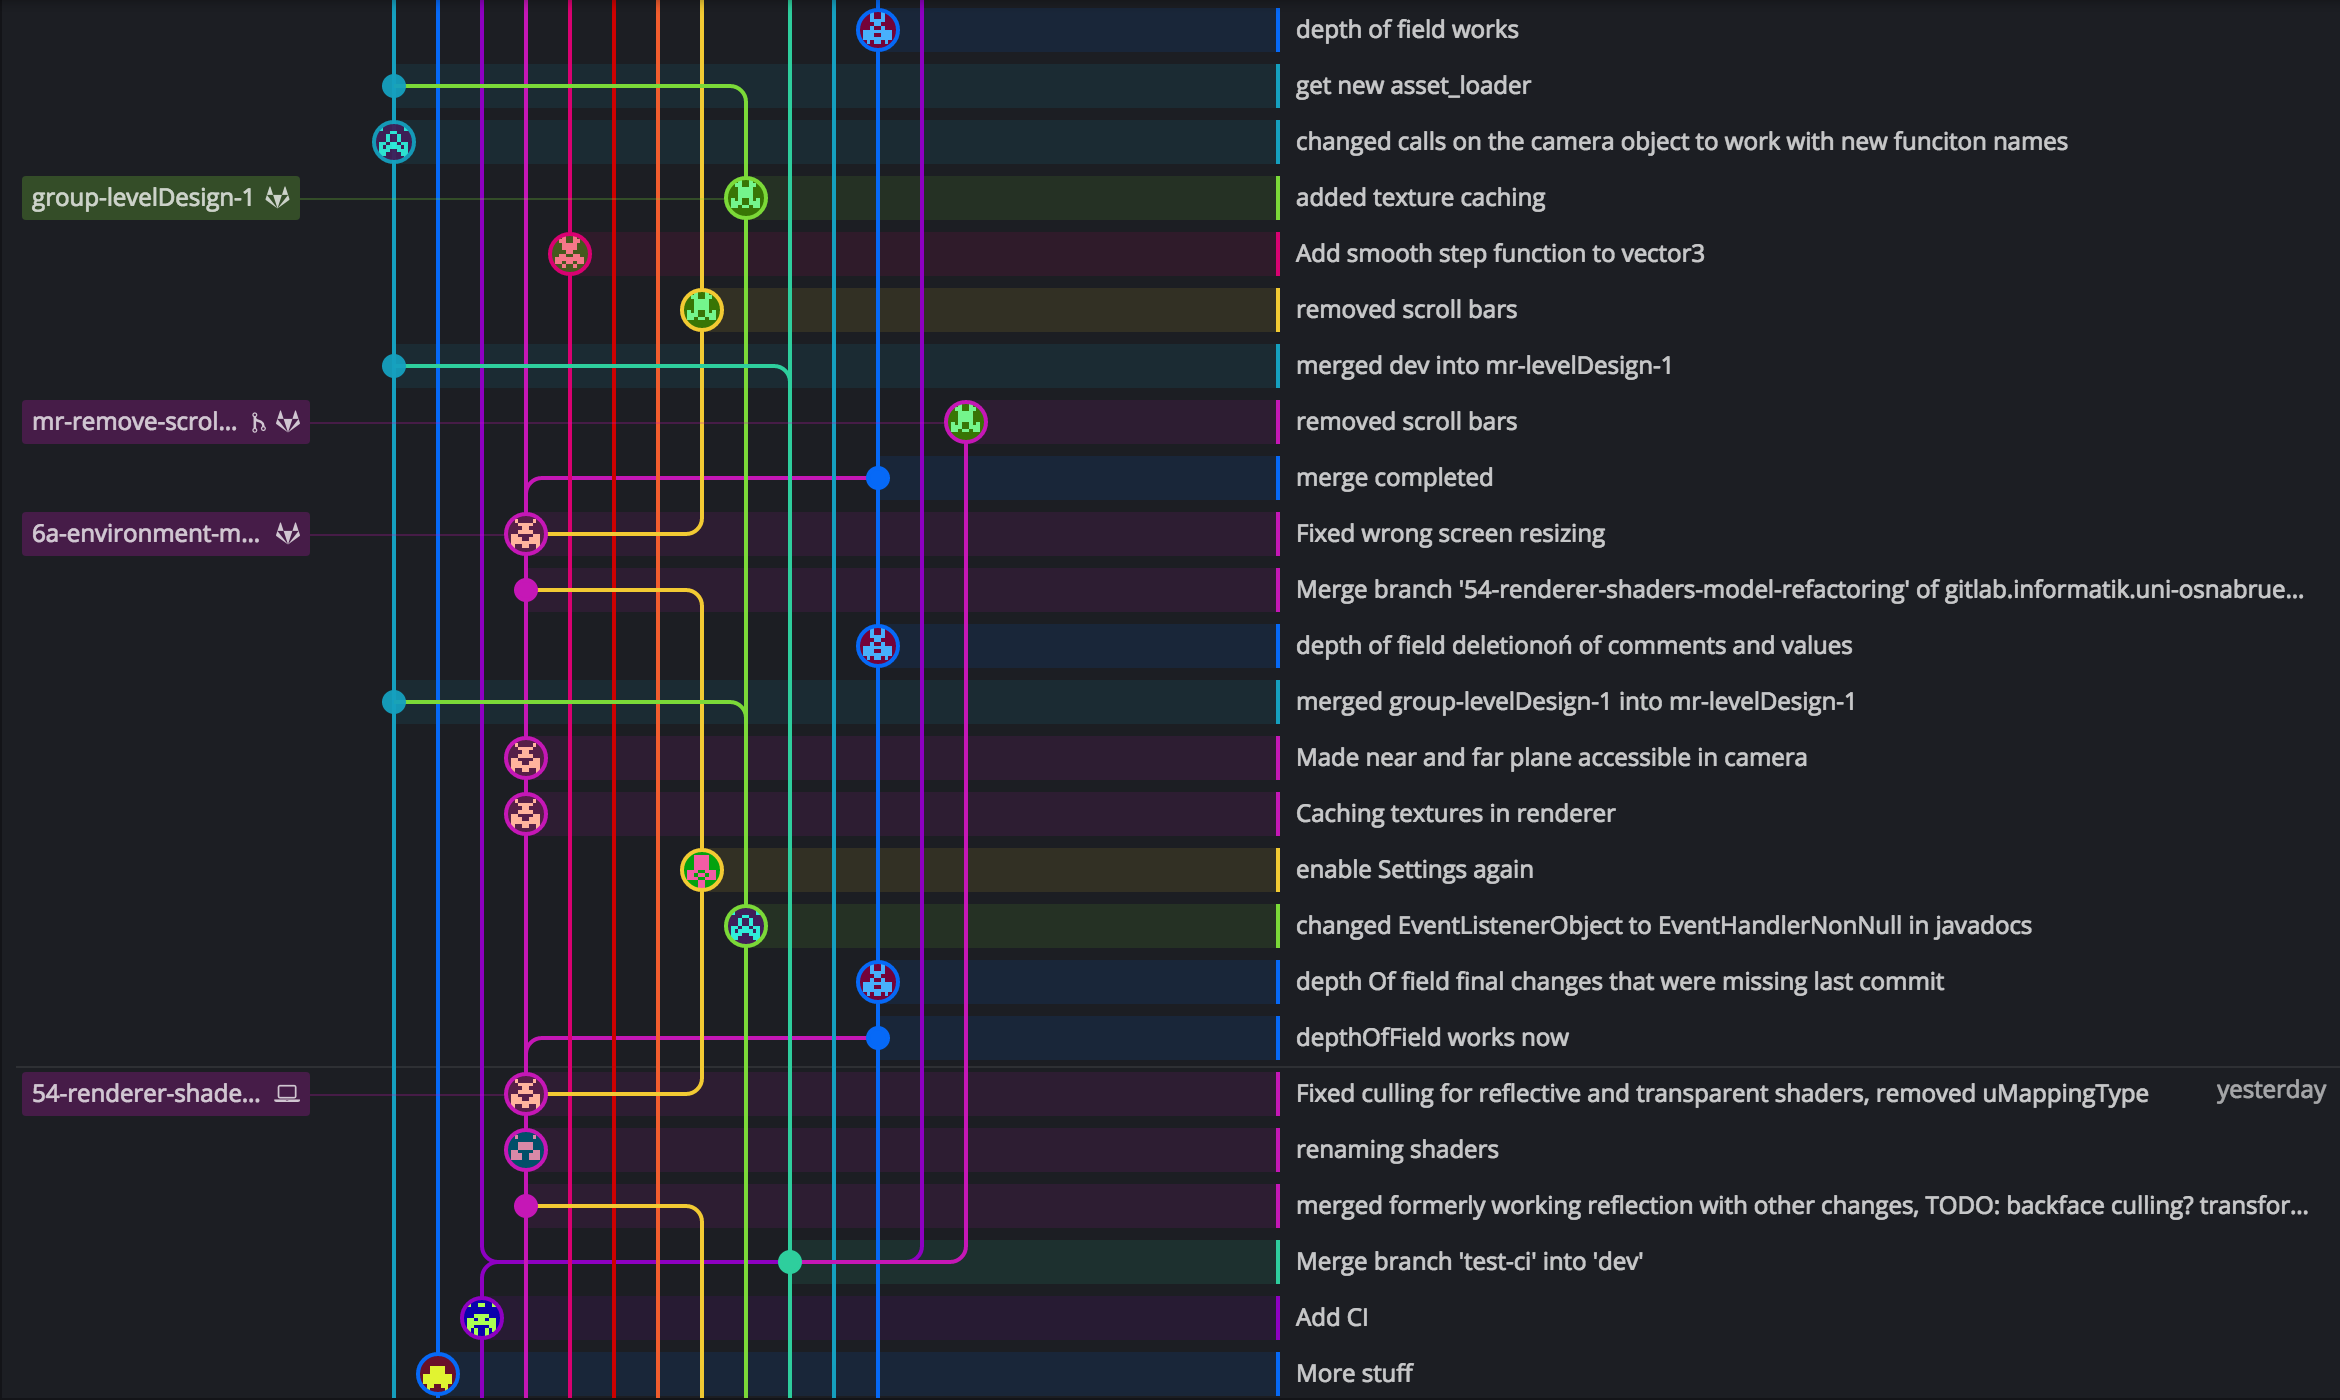 depth of field works
get new asset_loader
changed calls on the camera object to work with new funciton names
group-levelDesign-1 added texture caching
Add smooth step function to vector3
removed scroll bars
merged dev into mr-levelDesign-1
mr-remove-scrol... removed scroll bars
merge completed
6a-environment-m... Fixed wrong screen resizing
Merge branch '54-renderer-shaders-model-refactoring' of gitlab.informatik.uni-osnabrue...
depth of field deletionoń of comments and values
merged group-levelDesign-1 into mr-levelDesign-1
Made near and far plane accessible in camera
Caching textures in renderer
enable Settings again
changed EventListenerObject to EventHandlerNonNull in javadocs
depth Of field final changes that were missing last commit
depthOfField works now
54-renderer-shade... Fixed culling for reflective and transparent shaders, removed uMappingType yesterday
renaming shaders
merged formerly working reflection with other changes, TODO: backface culling? transfor...
Merge branch 'test-ci' into 'dev'
Add CI
More stuff